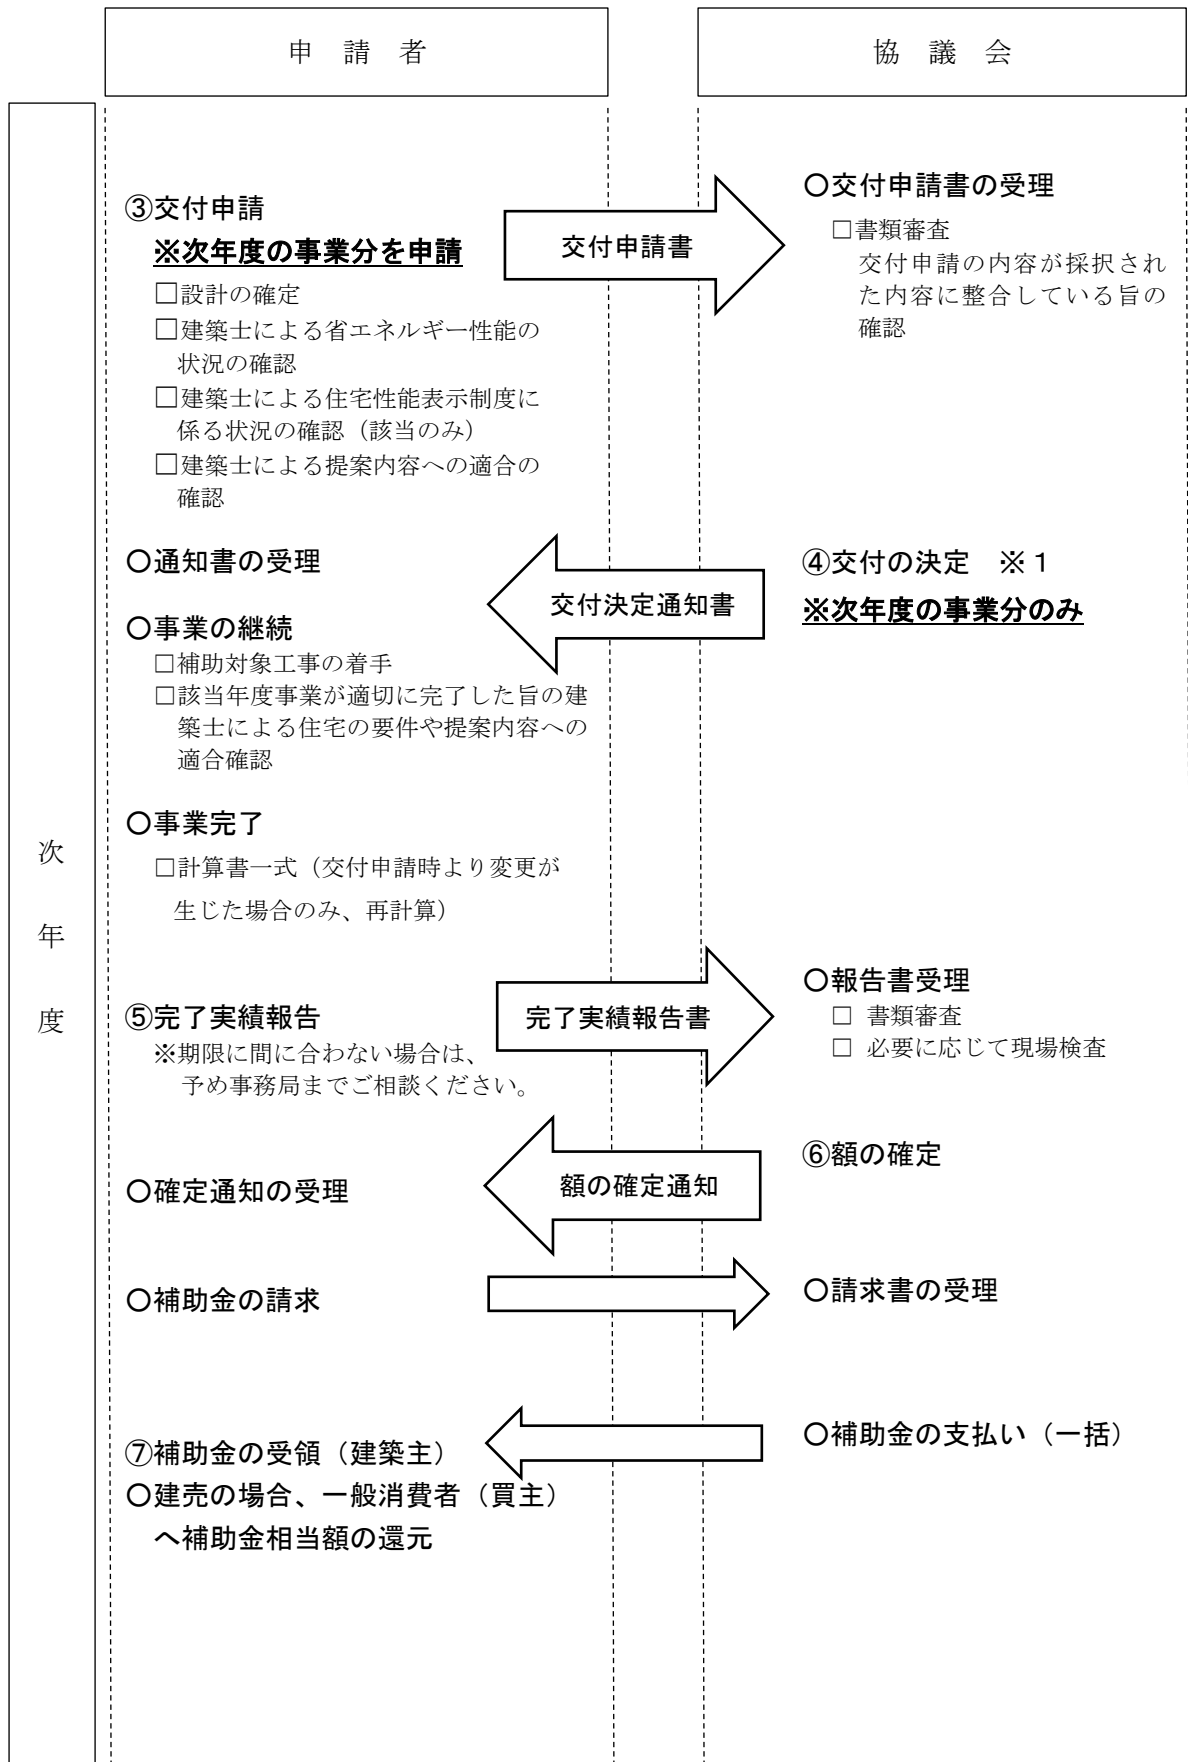 申 請 者
協 議 会
次
年
度
③交付申請
※次年度の事業分を申請
□設計の確定
□建築士による省エネルギー性能の
状況の確認
□建築士による住宅性能表示制度に
係る状況の確認（該当のみ）
□建築士による提案内容への適合の
確認
交付申請書
〇交付申請書の受理
□書類審査
交付申請の内容が採択され
た内容に整合している旨の
確認
〇通知書の受理
交付決定通知書
④交付の決定　※１
※次年度の事業分のみ
〇事業の継続
□補助対象工事の着手
□該当年度事業が適切に完了した旨の建
築士による住宅の要件や提案内容への
適合確認
〇事業完了
□計算書一式（交付申請時より変更が
生じた場合のみ、再計算）
⑤完了実績報告
※期限に間に合わない場合は、
予め事務局までご相談ください。
完了実績報告書
〇報告書受理
□ 書類審査
□ 必要に応じて現場検査
⑥額の確定
額の確定通知
〇確定通知の受理
〇補助金の請求
〇請求書の受理
〇補助金の支払い（一括）
⑦補助金の受領（建築主）
〇建売の場合、一般消費者（買主）
へ補助金相当額の還元